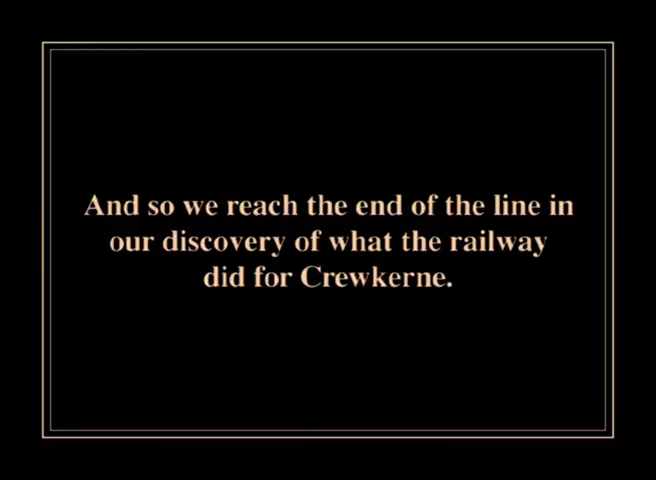 And so we reach the end of the line in
our discovery of what the railway
did for Crewkerne.